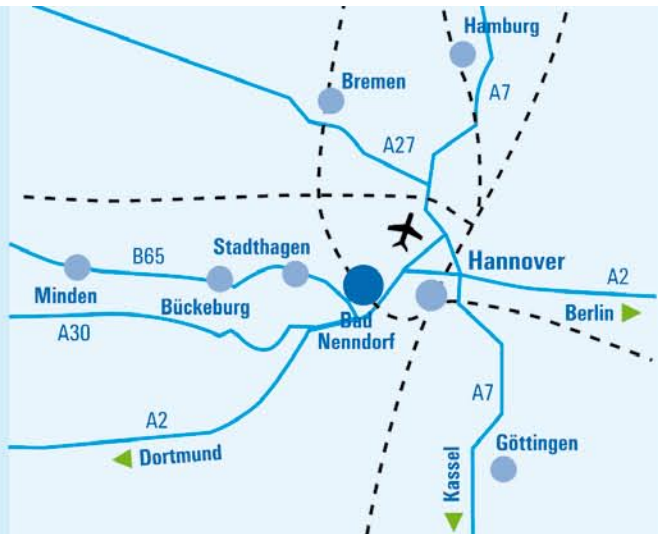 Hamburg
Bremen
A7
A27
Stadthagen
Hannover
B65
A2
Minden
Bückeburg
Berlin
Bad
Nenndorf
A30
A7
A2
Göttingen
Dortmund
Kassel